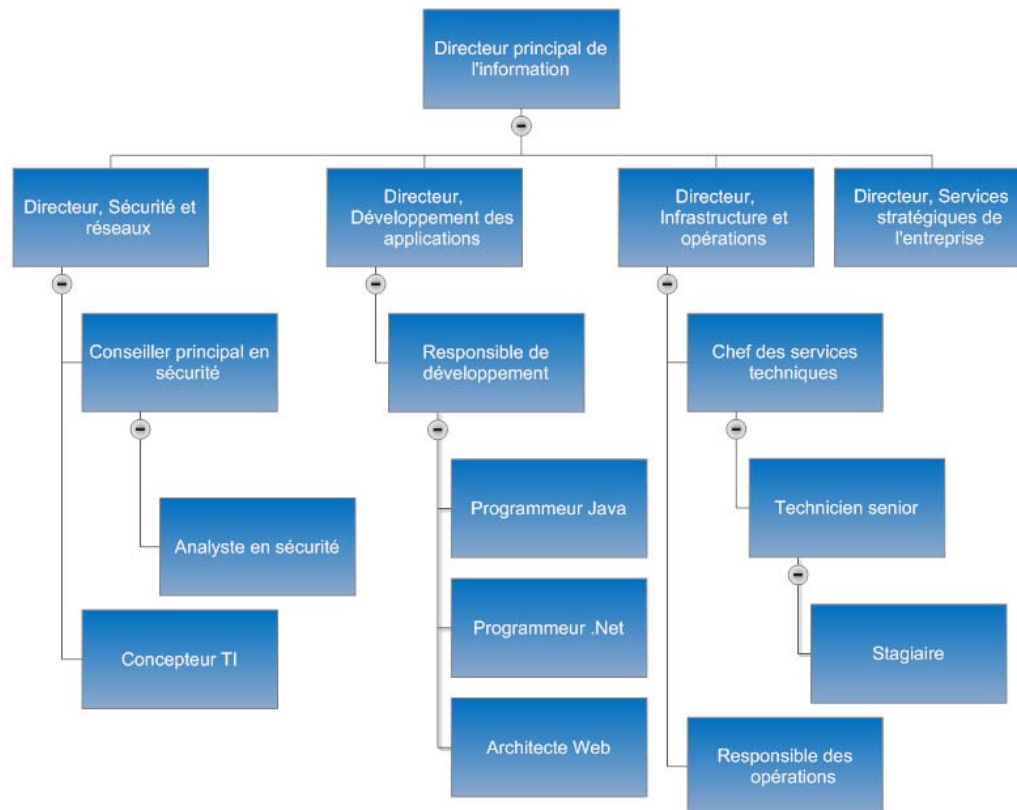 Directeur principal de
l'information
Directeur, Sécurité et
réseaux
Directeur,
Développement des
applications
Directeur,
Infrastructure et
opérations
Directeur, Services
stratégiques de
l'entreprise
Conseiller principal en
sécurité
Responsible de
développement
Chef des services
techniques
Programmeur Java
Technicien senior
Analyste en sécurité
Programmeur .Net
Stagiaire
Concepteur TI
Architecte Web
Responsible des
opérations